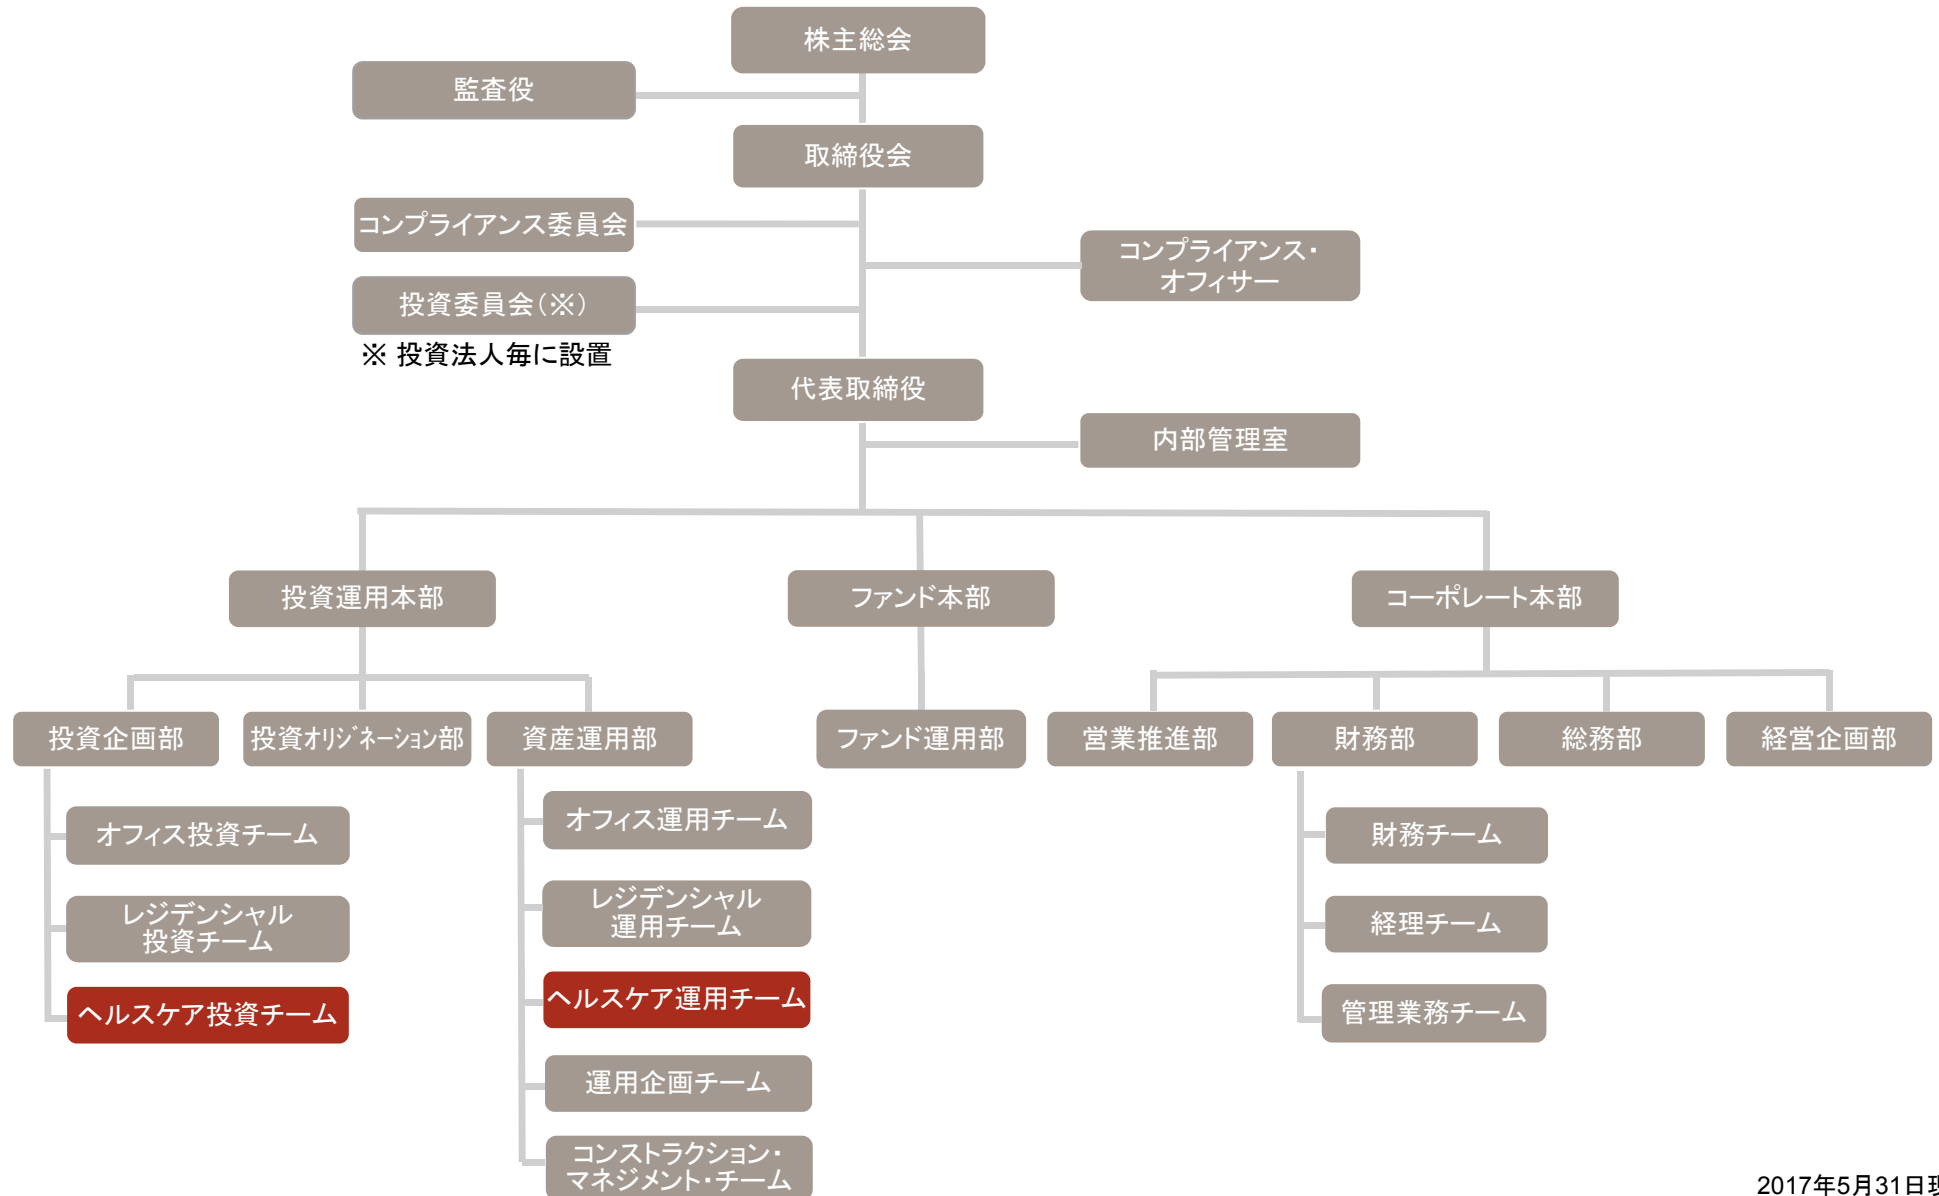 株主総会
監査役
取締役会
コンプライアンス委員会
コンプライアンス・
オフィサー
投資委員会(※)
※ 投資法人毎に設置
代表取締役
内部管理室
投資運用本部
ファンド本部
コーポレート本部
投資企画部
投資オリジネーション部
資産運用部
ファンド運用部
営業推進部
財務部
総務部
経営企画部
オフィス投資チーム
レジデンシャル
投資チーム
ヘルスケア投資チーム
オフィス運用チーム
レジデンシャル
運用チーム
ヘルスケア運用チーム
運用企画チーム
コンストラクション・
マネジメント・チーム
財務チーム
経理チーム
管理業務チーム
2017年5月31日現